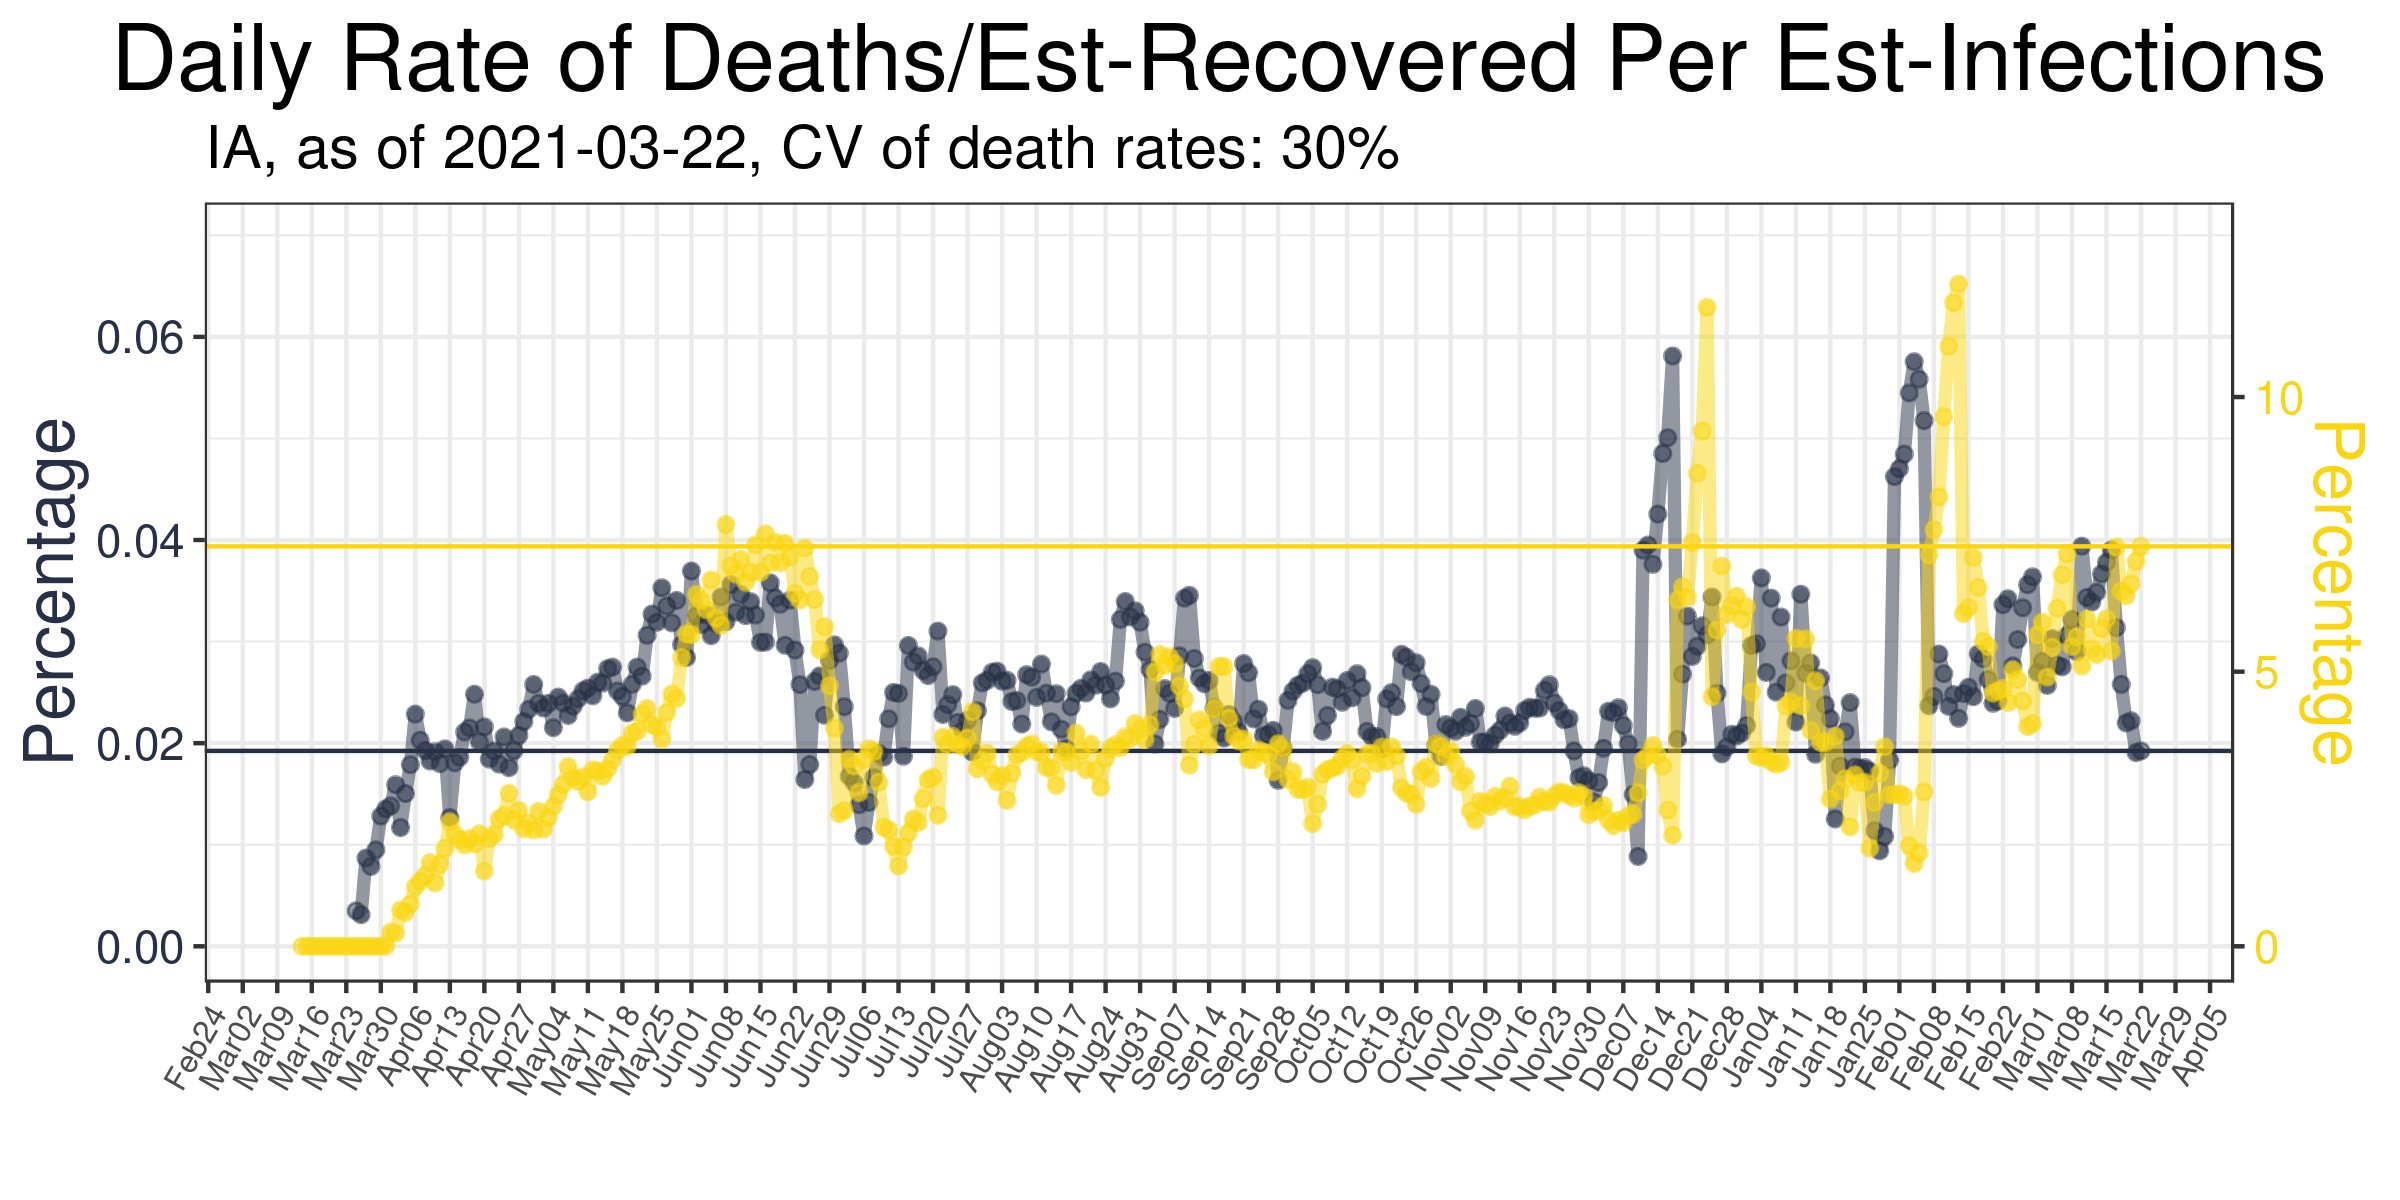 Daily Rate of Deaths/Est-Recovered Per Est-Infections
IA, as of 2021-03-22, CV of death rates: 30%
Percentage
0.06
0.04
0.02
0.00
10
5
0
Percentage
Feb24
Mar02
Mar09
Mar16
Mar23
Mar30
Apr06
Apr13
Apr20
Apr27
May04
May11
May18
May25
Jun01
Jun08
Jun15
Jun22
Jun29
Jul06
Jul13
Jul20
Jul27
Aug03
Aug10
Aug17
Aug24
Aug31
Sep07
Sep14
Sep21
Sep28
Oct05
Oct12
Oct19
Oct26
Nov02
Nov09
Nov16
Nov23
Nov30
Dec07
Dec14
Dec21
Dec28
Jan04
Jan11
Jan18
Jan25
Feb01
Feb08
Feb15
Feb22
Mar01
Mar08
Mar15
Mar22
Mar29
Apr05